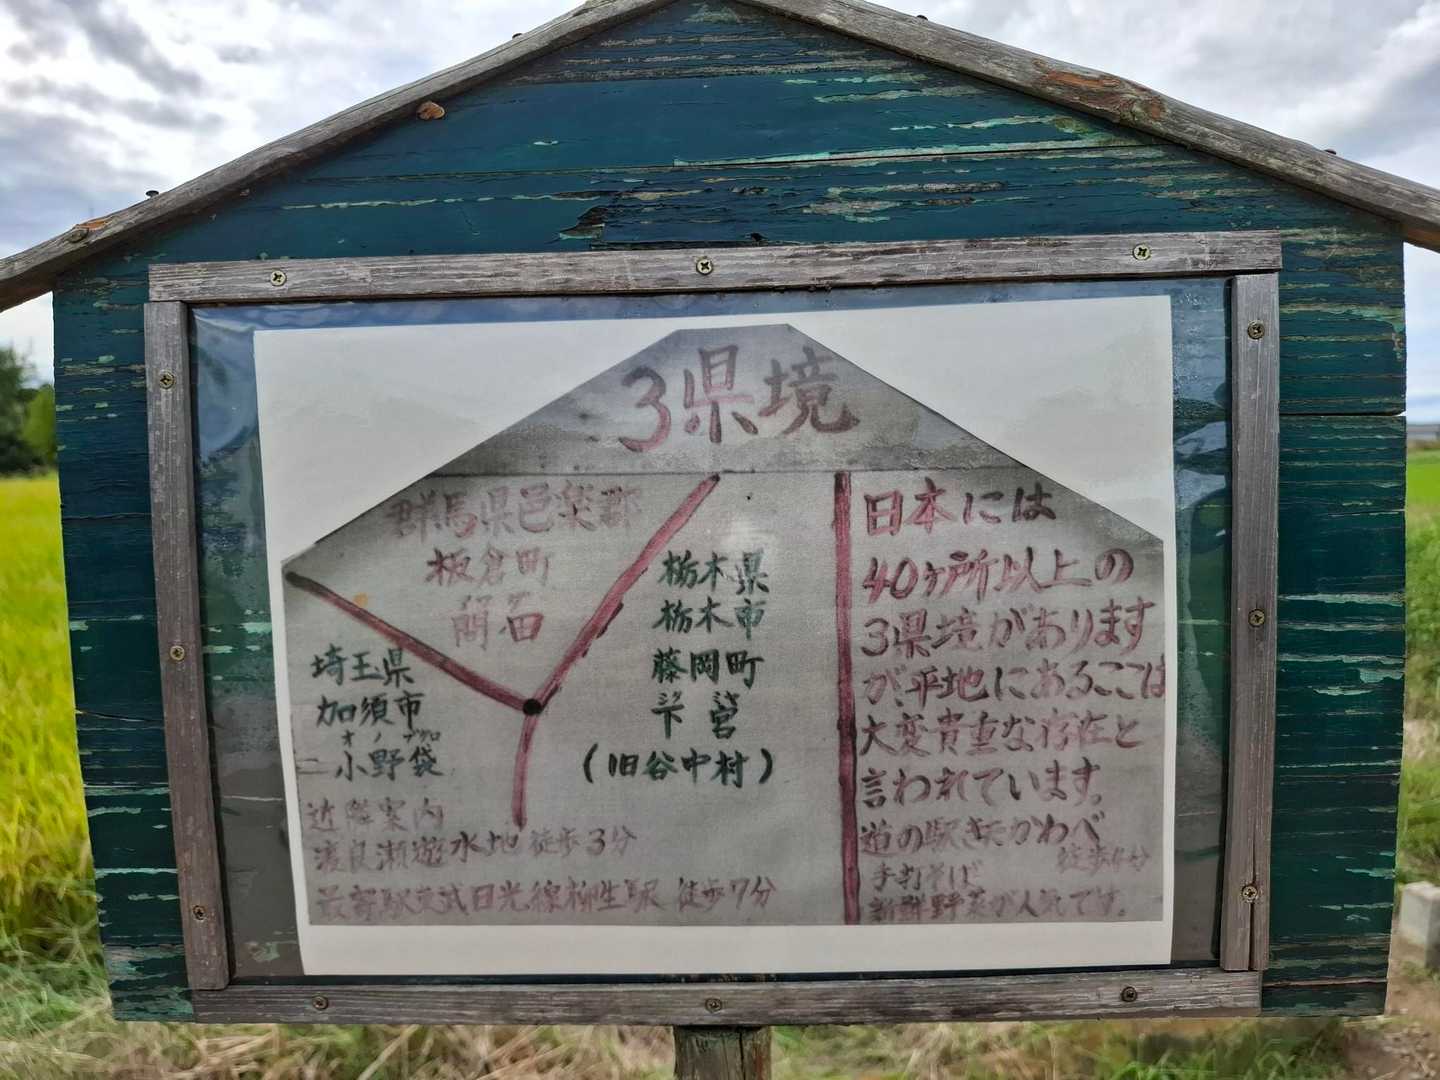 3県境
群馬県邑楽郡
板倉町
間田
栃木県
栃木市
藤岡町
シモ ミヤ
下宮
(旧谷中村)
埼玉県
加須市
オノ ブクロ
小野袋
近隣案内
渡良瀬遊水地 徒歩3分
最寄駅東武日光線柳生駅 徒歩7分
日本には
40ヶ所以上の
3県境があります
が、平地にあるここは
大変貴重な存在と
言われています。
道の駅きたかわべ
徒歩6分
手打そば
新鮮野菜が人気です。